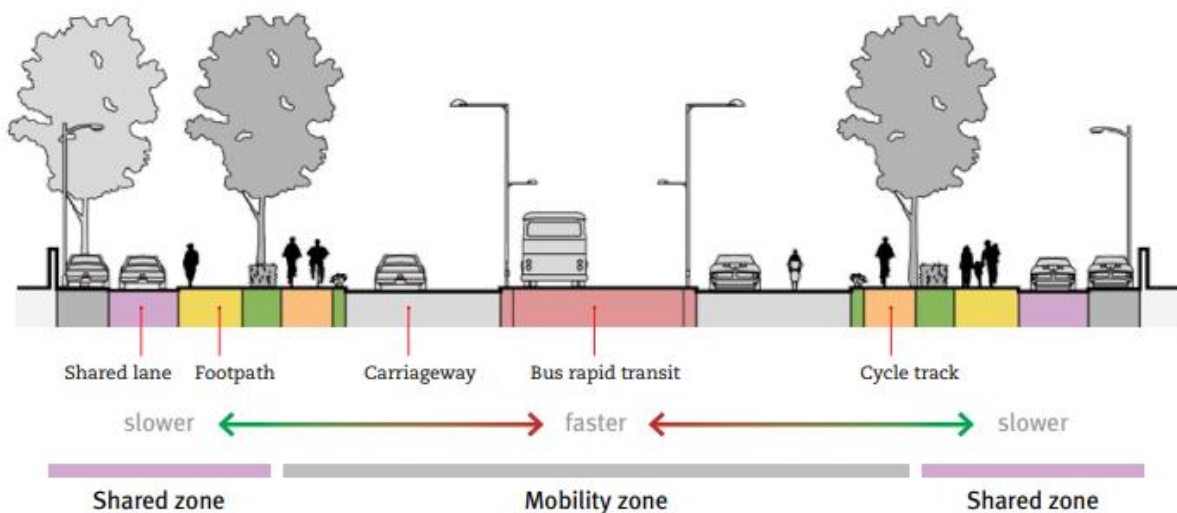 Shared lane Footpath Carriageway Bus rapid transit Cycle track
slower faster slower
Shared zone Mobility zone Shared zone